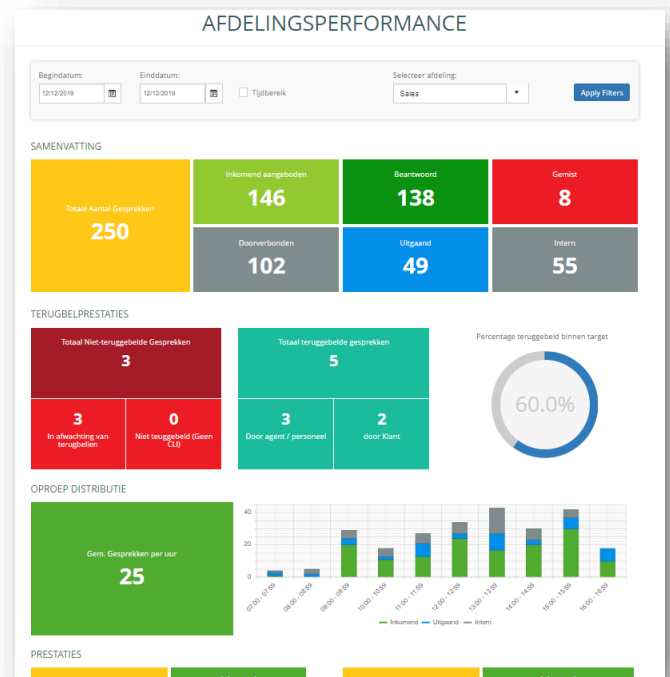 AFDELINGSPERFORMANCE
Begindatum:
Einddatum:
Selecteer afdeling:
12/12/2019
12/12/2019
Tijdbereik
Sales
Apply Filters
SAMENVATTING
Totaal Aantal Gesprekken
250
Inkomend aangeboden
146
Beantwoord
138
Gemist
8
Doorverbonden
102
Uitgaand
49
Intern
55
TERUGBELPRESTATIES
Totaal Niet-teruggebelde Gesprekken
3
3
In afwachting van
terugbellen
0
Niet teuggebeld (Geen
CLI)
Totaal teruggebelde gesprekken
5
3
Door agent / personeel
2
door Klant
Percentage teruggebeld binnen target
60.0%
OPROEP DISTRIBUTIE
Gem. Gesprekken per uur
25
40
20
0
07:00 - 07:59
08:00 - 08:59
09:00 - 09:59
10:00 - 10:59
11:00 - 11:59
12:00 - 12:59
13:00 - 13:59
14:00 - 14:59
15:00 - 15:59
16:00 - 16:59
Inkomend Uitgaand- Intern
PRESTATIES